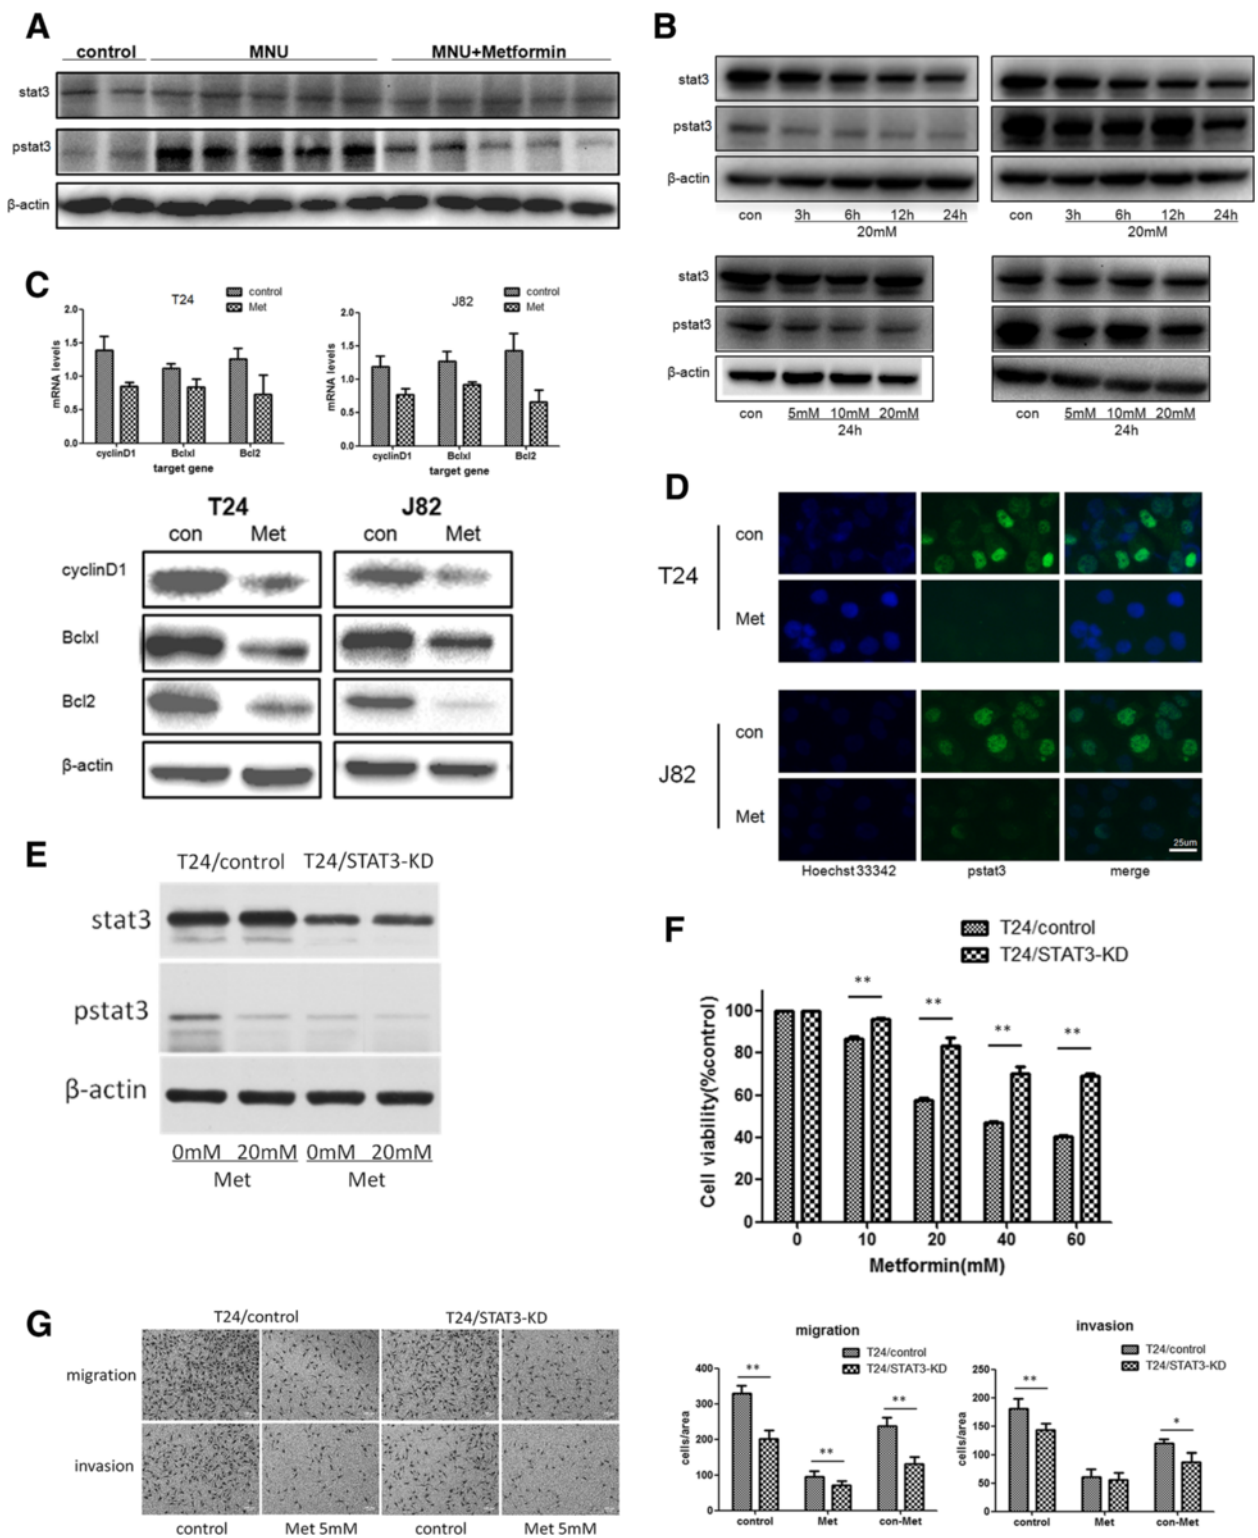 A
control MNU MNU+Metformin
stat3
pstat3
β-actin
B
stat3
pstat3
β-actin
con 3h 6h 12h 24h
20mM
con 3h 6h 12h 24h
20mM
stat3
pstat3
β-actin
con 5mM 10mM 20mM
24h
con 5mM 10mM 20mM
24h
C
T24
control
Met
mRNA levels
2.0
1.5
1.0
0.5
0.0
cyclinD1 Bclxl Bcl2
target gene
J82
control
Met
mRNA levels
2.0
1.5
1.0
0.5
0.0
cyclinD1 Bclxl Bcl2
target gene
T24 J82
con Met con Met
cyclinD1
Bclxl
Bcl2
β-actin
D
T24
con
Met
J82
con
Met
25um
Hoechst33342 pstat3 merge
E
T24/control T24/STAT3-KD
stat3
pstat3
β-actin
0mM 20mM 0mM 20mM
Met Met
F
T24/control
T24/STAT3-KD
Cell viability(%control)
100
80
60
40
20
0
** ** ** **
0 10 20 40 60
Metformin(mM)
G
T24/control T24/STAT3-KD
migration
invasion
control Met 5mM control Met 5mM
migration
T24/control
T24/STAT3-KD
cells/area
400
300
200
100
0
** ** **
control Met con-Met
invasion
T24/control
T24/STAT3-KD
cells/area
250
200
150
100
50
0
** *
control Met con-Met